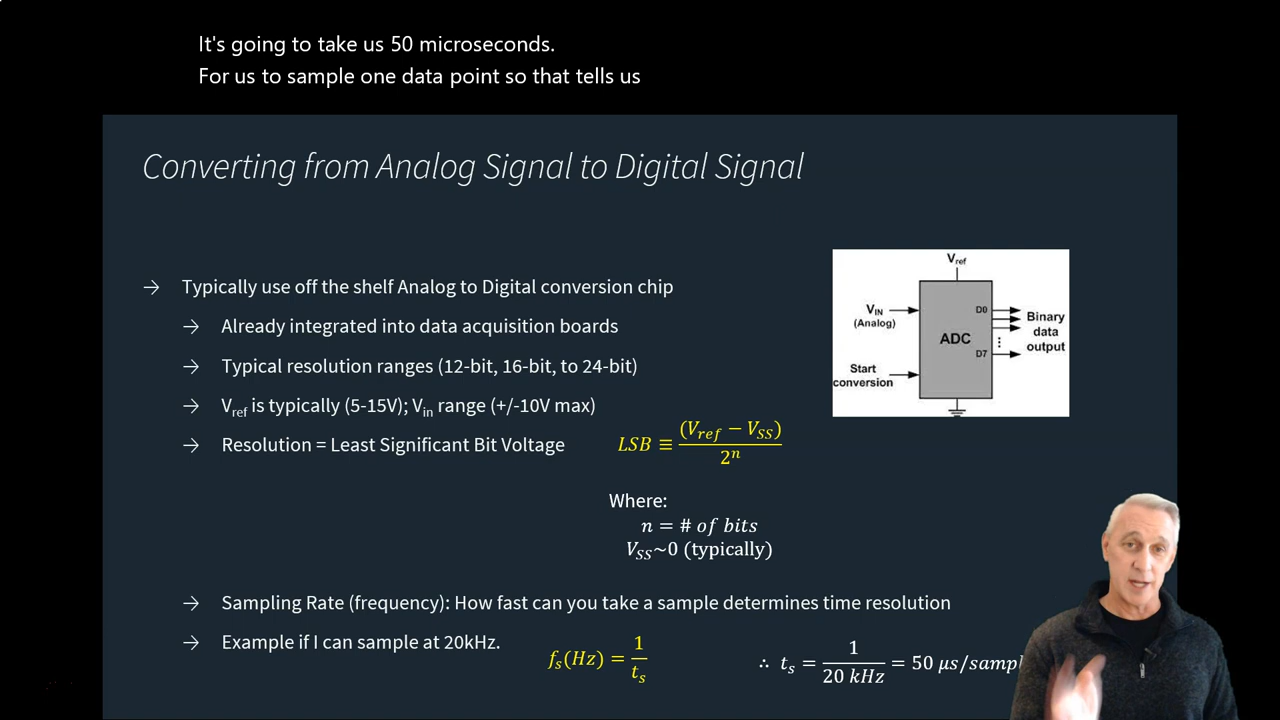 It's going to take us 50 microseconds.
For us to sample one data point so that tells us
Converting from Analog Signal to Digital Signal
→ Typically use off the shelf Analog to Digital conversion chip
→ Already integrated into data acquisition boards
→ Typical resolution ranges (12-bit, 16-bit, to 24-bit)
→ V_ref is typically (5-15V); V_in range (+/-10V max)
→ Resolution = Least Significant Bit Voltage LSB ≡ (V_ref − V_SS) / 2^n
Where:
n = # of bits
V_SS~0 (typically)
→ Sampling Rate (frequency): How fast can you take a sample determines time resolution
→ Example if I can sample at 20kHz. f_s(Hz) = 1 / t_s ∴ t_s = 1 / 20 kHz = 50 μs/
V_ref
V_IN
(Analog)
Start
conversion
ADC
D0
⋮
D7
Binary
data
output